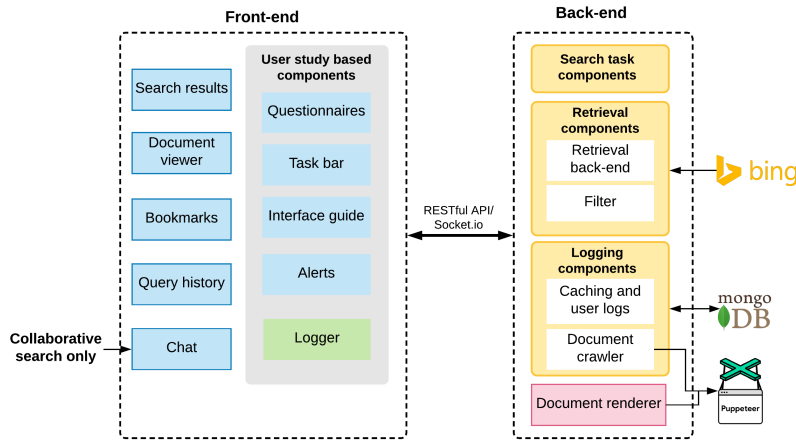 Front-end
Back-end
Search results
Document
viewer
Bookmarks
Query history
Chat
Collaborative
search only
User study based
components
Questionnaires
Task bar
Interface guide
Alerts
Logger
RESTful API/
Socket.io
Search task
components
Retrieval
components
Retrieval
back-end
Filter
Logging
components
Caching and
user logs
Document
crawler
Document renderer
bing
mongo
DB
Puppeteer